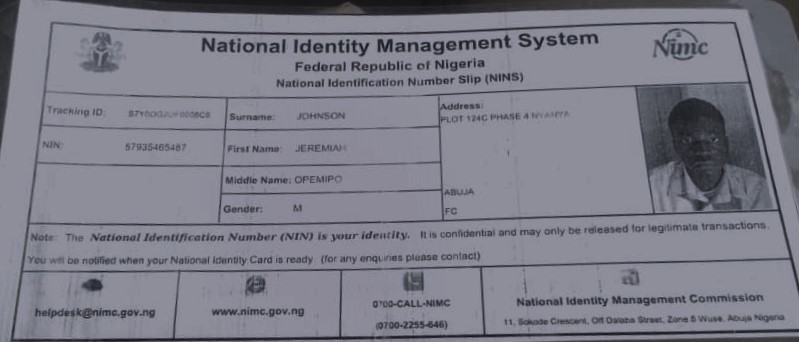 National Identity Management System
Federal Republic of Nigeria
National Identification Number Slip (NINS)
Nimc
Tracking ID:
Surname: JOHNSON
Address:
PLOT 124C PHASE 4
NIN: 57935465487
First Name: JEREMIAH
Middle Name: OPEMIPO
ABUJA
Gender: M
FC
Note: The National Identification Number (NIN) is your identity. It is confidential and may only be released for legitimate transactions.
You will be notified when your National Identity Card is ready (for any enquiries please contact)
helpdesk@nimc.gov.ng
www.nimc.gov.ng
0700-CALL-NIMC
(0700-2255-646)
National Identity Management Commission
11, Sokode Crescent, Off Dalaba Street, Zone 5 Wuse, Abuja Nigeria